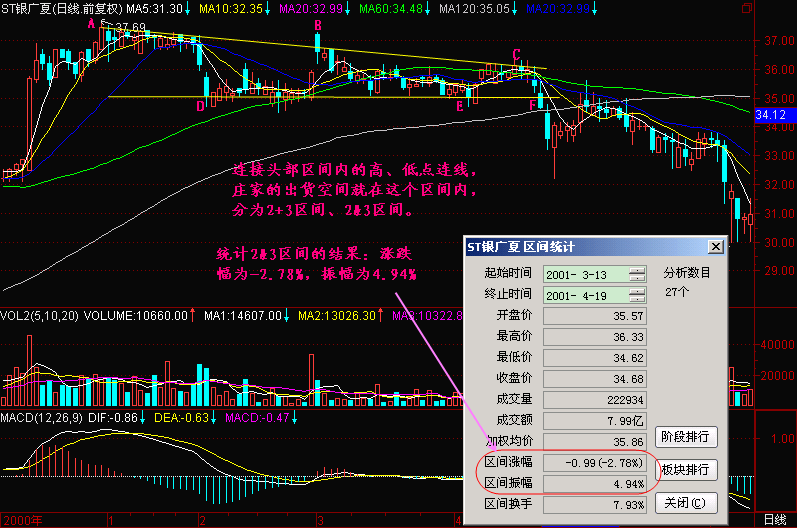 ST银广夏(日线.前复权) MA5:31.30↓ MA10:32.35↓ MA20:32.99↓ MA60:34.48↓ MA120:35.05↓ MA20:32.99↓
A
37.69
B
C
D
E
F
37.00
36.00
35.00
34.12
34.00
33.00
32.00
31.00
30.00
29.00
连接头部区间内的高、低点连线,
庄家的出货空间就在这个区间内,
分为2+3区间、2&3区间。
统计2&3区间的结果：涨跌
幅为-2.78%，振幅为4.94%
VOL2(5,10,20) VOLUME:10660.00↑ MA1:14607.00↓ MA2:13026.30↑ MA3:10322.8
40000
20000
MACD(12,26,9) DIF:-0.86↓ DEA:-0.63↓ MACD:-0.47↓
1.00
0.00
2000年
1
2
3
4
日线
ST银广夏 区间统计
起始时间 2001- 3-13 分析数目
终止时间 2001- 4-19 27个
开盘价 35.57
最高价 36.33
最低价 34.62
收盘价 34.68
成交量 222934
成交额 7.99亿
加权均价 35.86
区间涨幅 -0.99(-2.78%)
区间振幅 4.94%
区间换手 7.93%
阶段排行
板块排行
关闭(C)